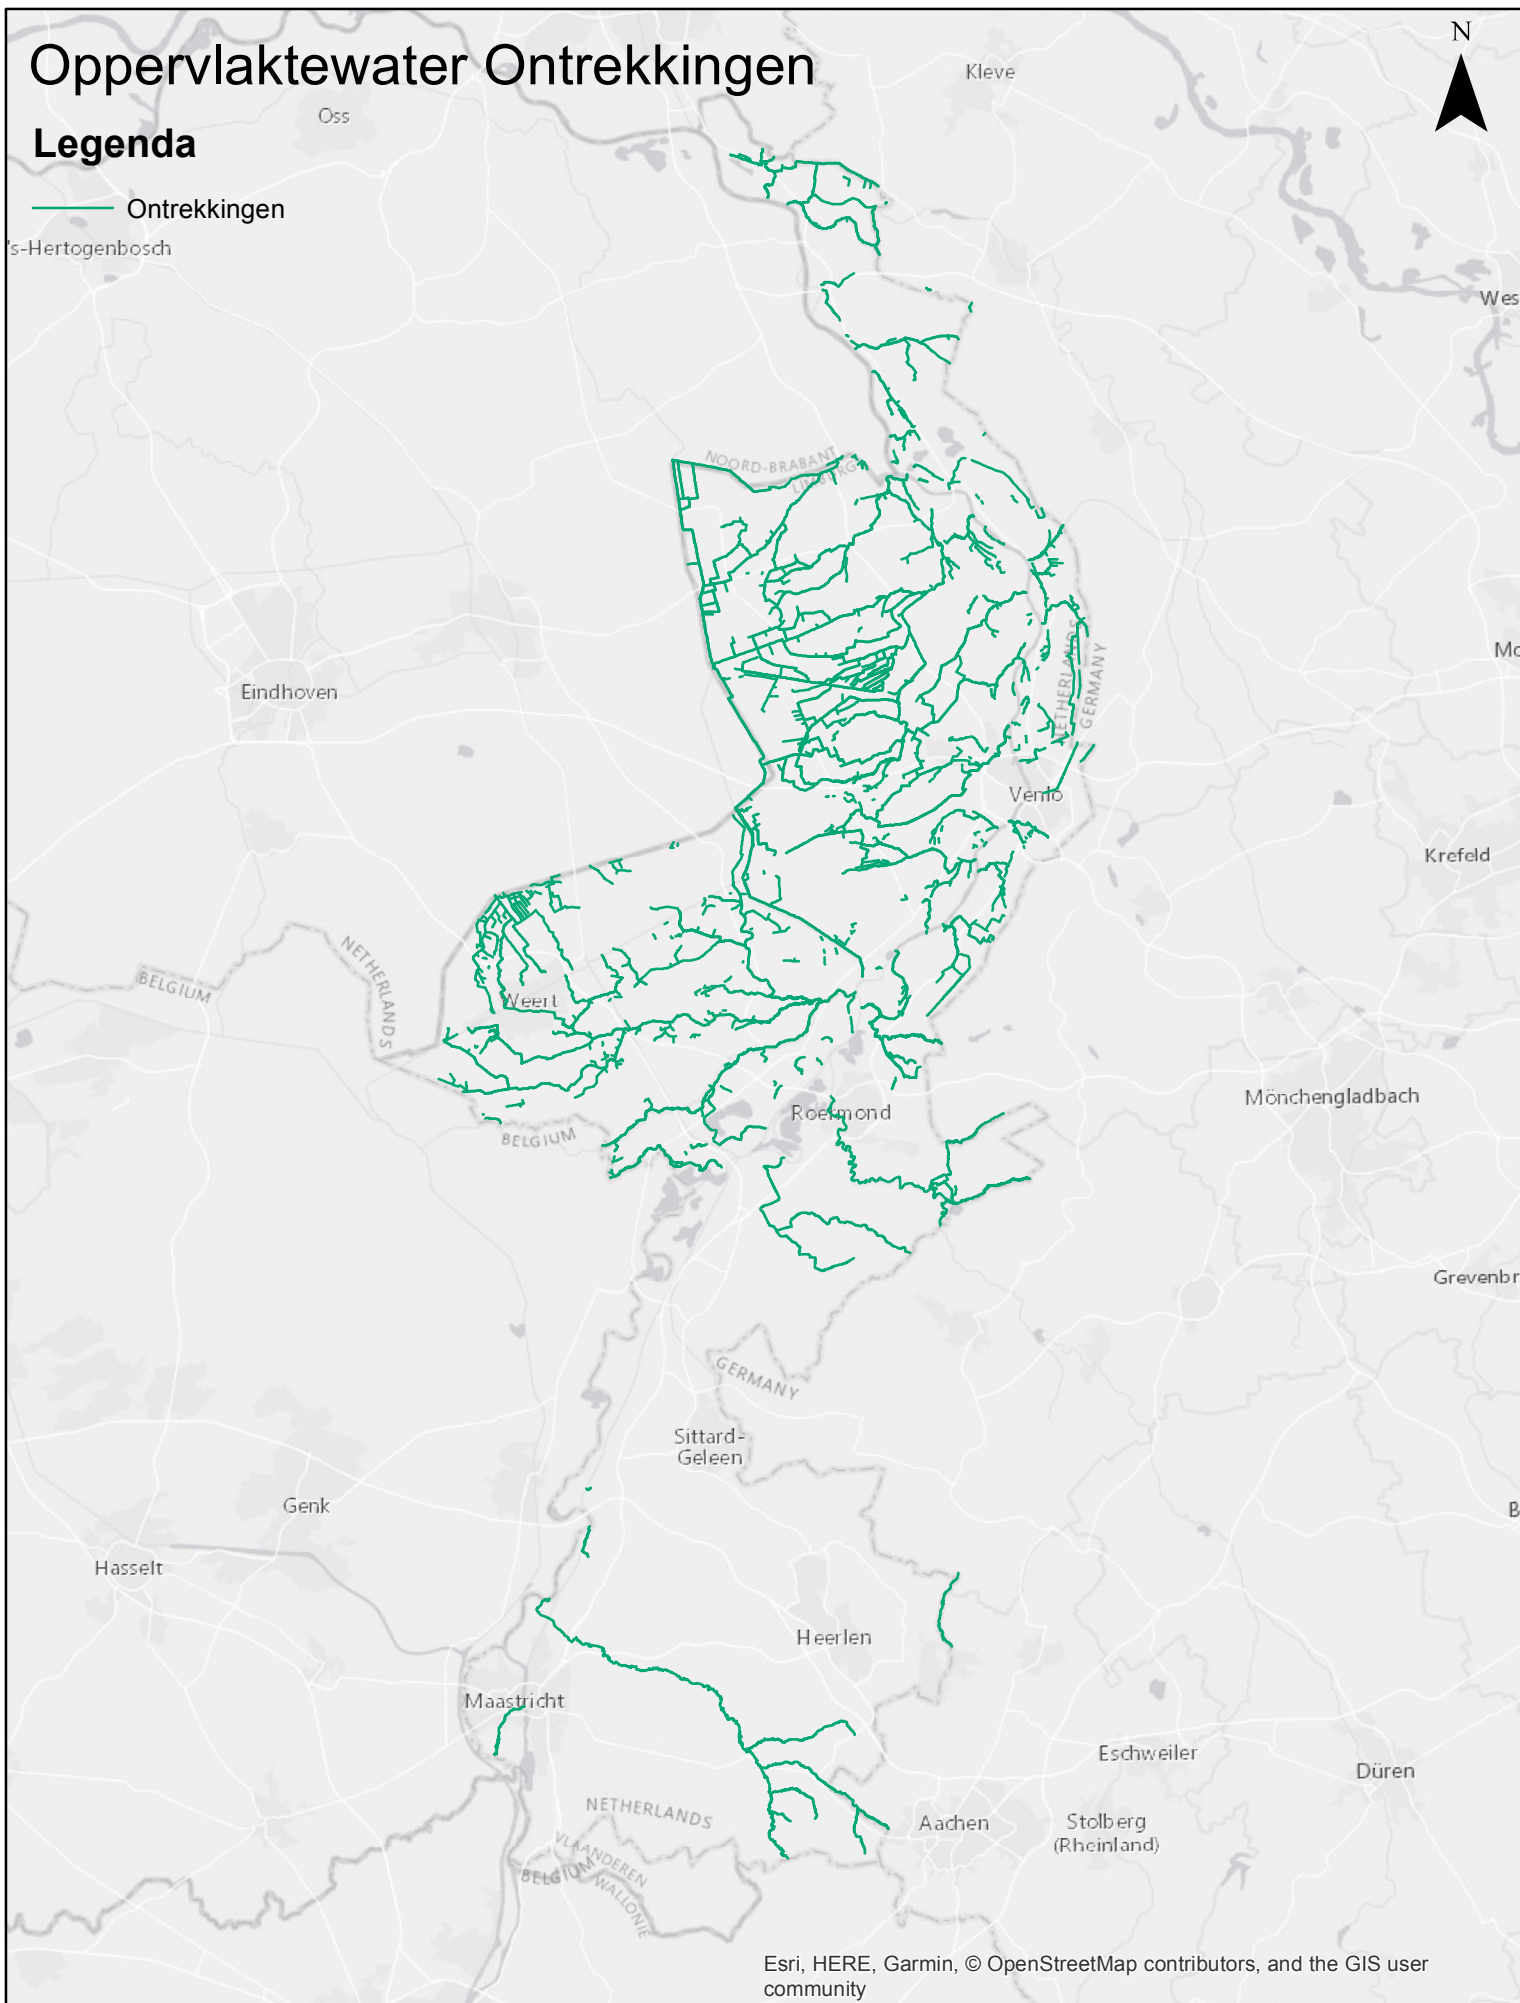 Oppervlaktewater Ontrekkingen
Legenda
Ontrekkingen
N
Kleve
Oss
's-Hertogenbosch
Wes
NOORD-BRABANT
LIMBURG
Eindhoven
NETHERLANDS
GERMANY
Mo
Venlo
Krefeld
NETHERLANDS
BELGIUM
Weert
Roermond
Mönchengladbach
BELGIUM
Grevenbr
GERMANY
Sittard-
Geleen
Genk
B
Hasselt
Heerlen
Maastricht
Eschweiler
Düren
NETHERLANDS
Aachen
Stolberg
(Rheinland)
VLAANDEREN
BELGIUM
WALLONIE
Esri, HERE, Garmin, © OpenStreetMap contributors, and the GIS user
community